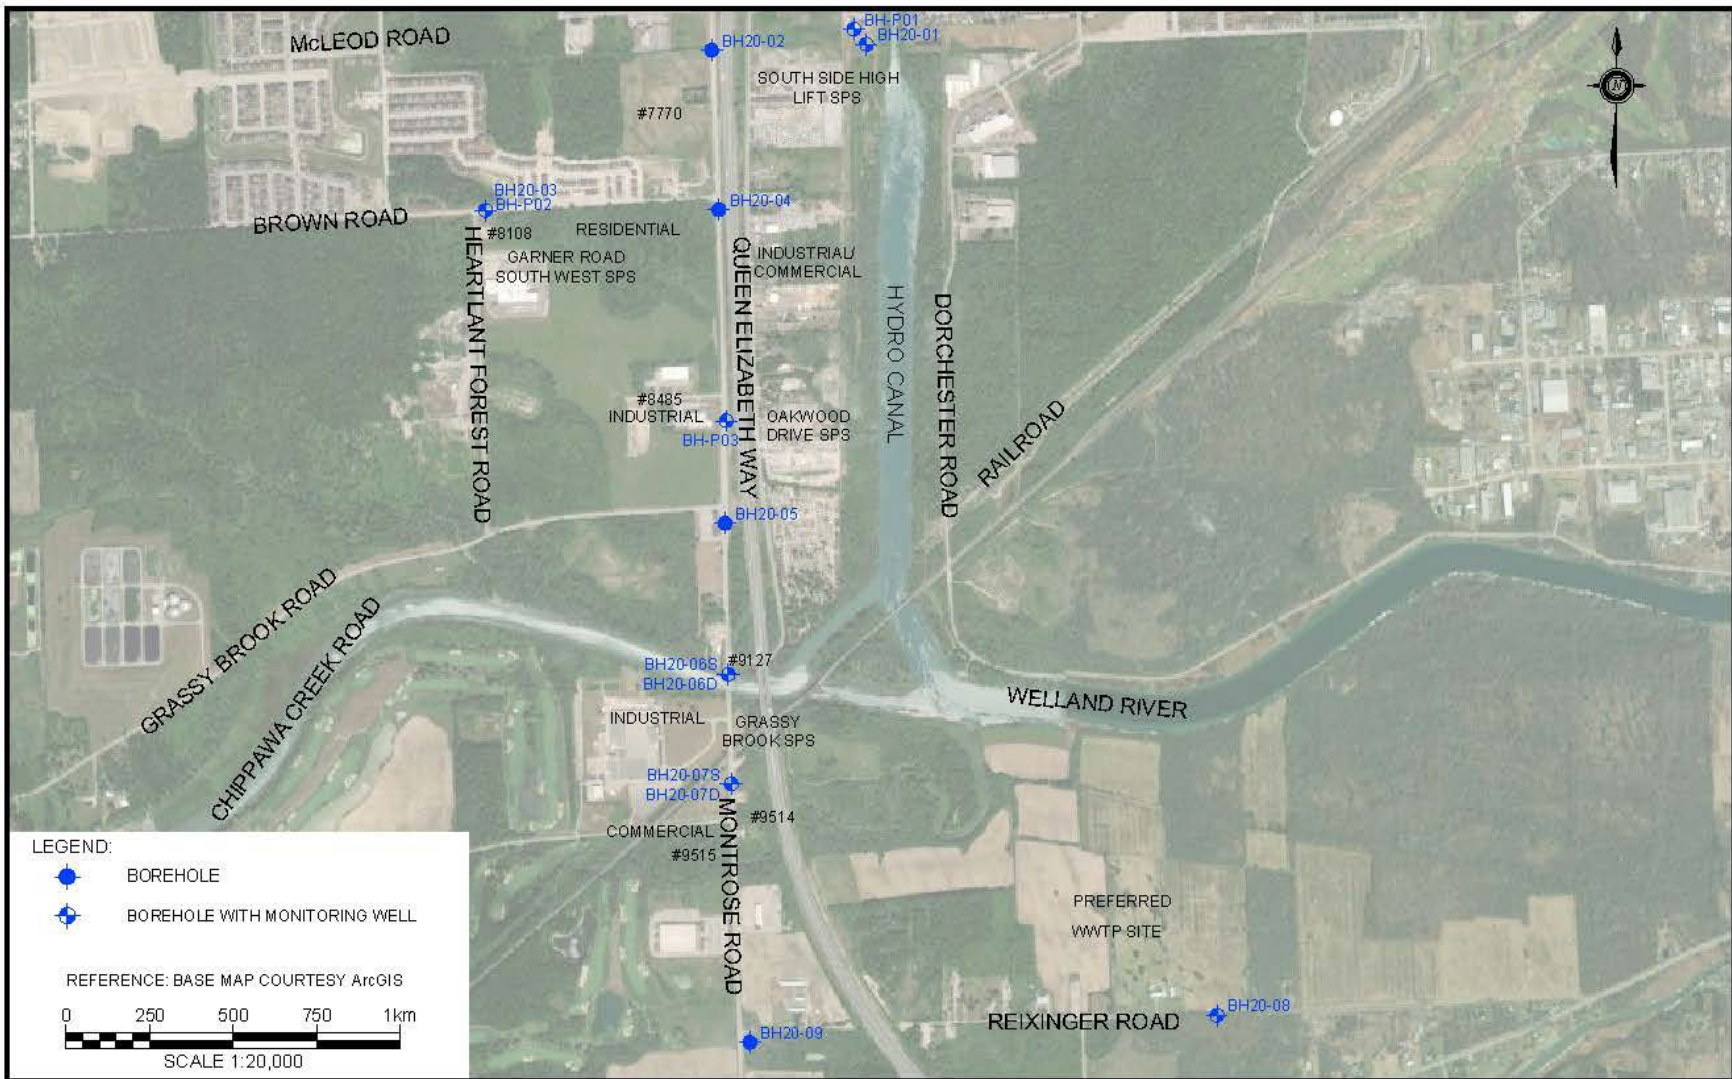 McLEOD ROAD
BH20-02
BH-P01
BH20-01
SOUTH SIDE HIGH
LIFT SPS
#7770
N
BH20-03
BH-P02
BROWN ROAD
#8108
RESIDENTIAL
BH20-04
GARNER ROAD
SOUTH WEST SPS
INDUSTRIAL/
COMMERCIAL
HEARTLANT FOREST ROAD
QUEEN ELIZABETH WAY
HYDRO CANAL
DORCHESTER ROAD
RAILROAD
#8485
INDUSTRIAL
OAKWOOD
DRIVE SPS
BH-P03
BH20-05
GRASSY BROOK ROAD
CHIPPAWA CREEK ROAD
BH20-06S
BH20-06D
#9127
WELLAND RIVER
INDUSTRIAL
GRASSY
BROOK SPS
BH20-07S
BH20-07D
MONTROSE ROAD
#9514
COMMERCIAL
#9515
PREFERRED
WWTP SITE
BH20-08
REIXINGER ROAD
BH20-09
LEGEND:
BOREHOLE
BOREHOLE WITH MONITORING WELL
REFERENCE: BASE MAP COURTESY ArcGIS
0 250 500 750 1km
SCALE 1:20,000